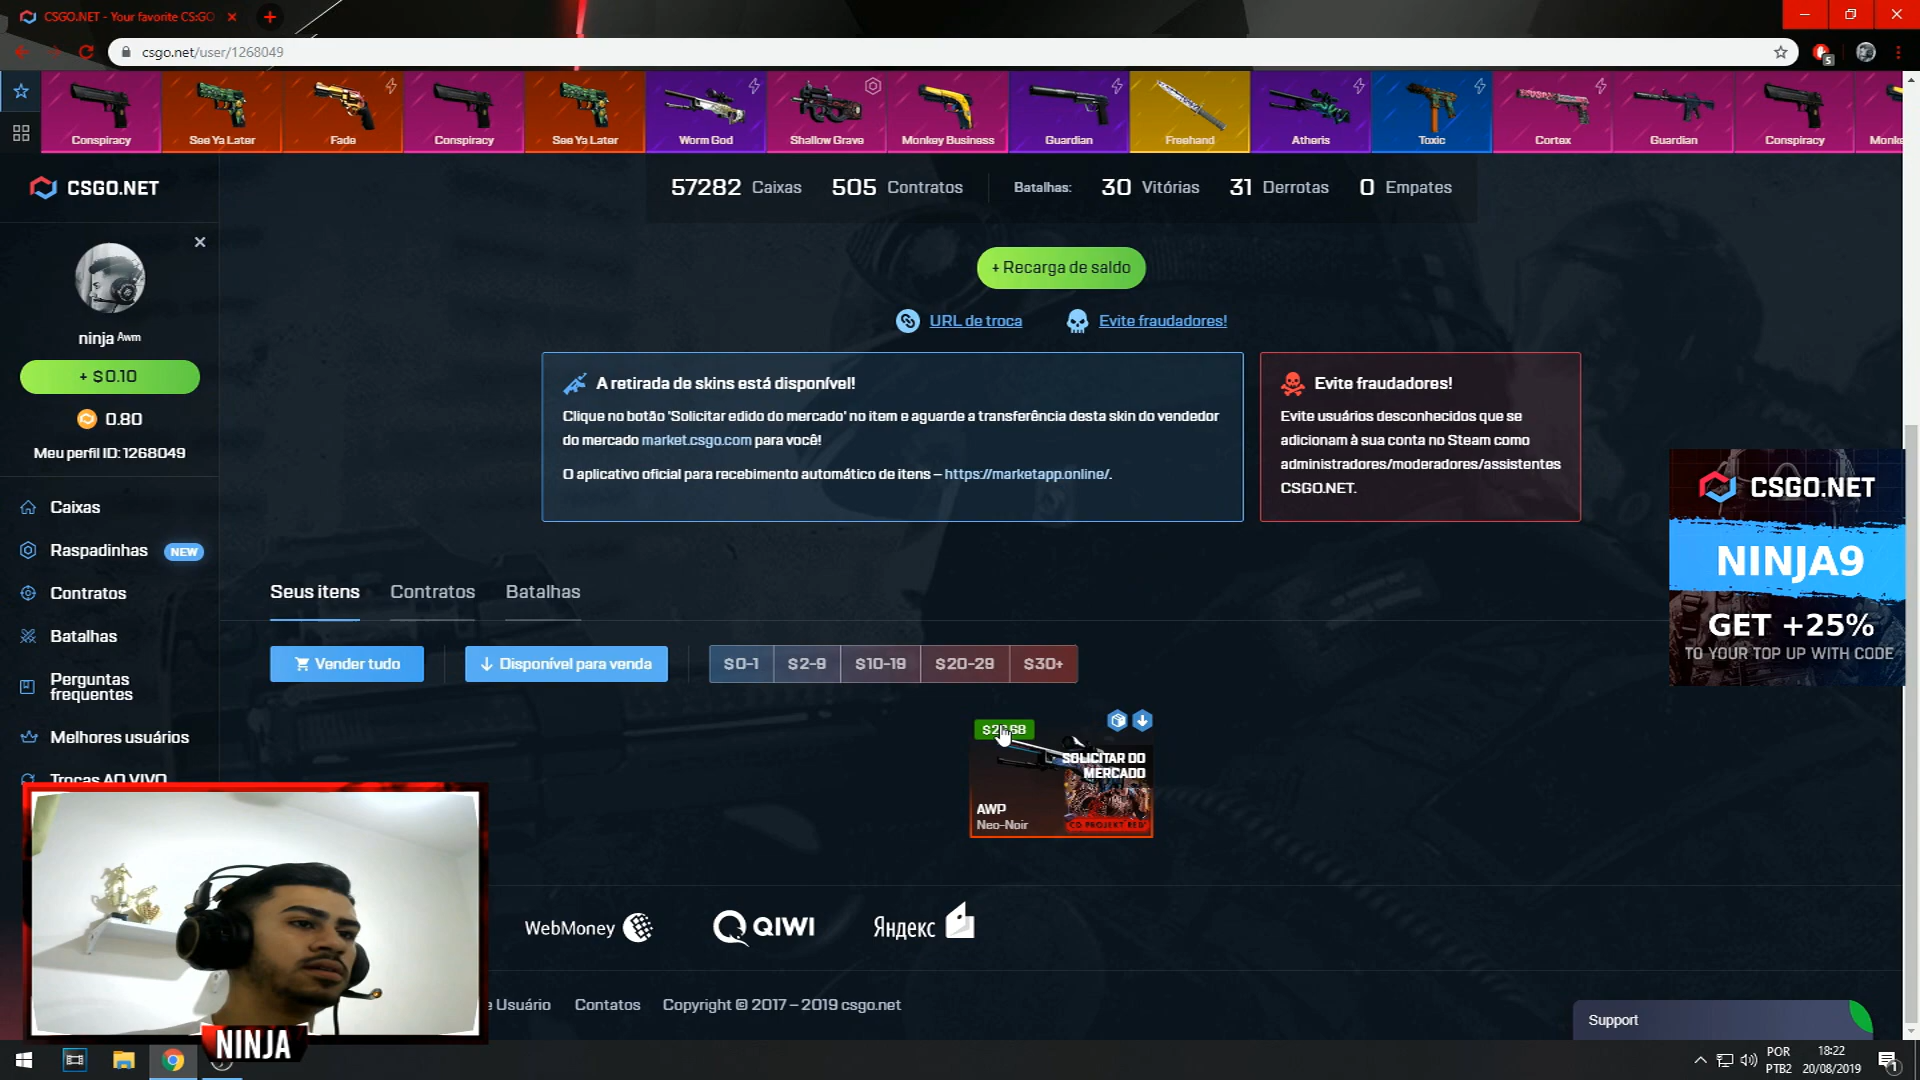 CSGO.NET - Your favorite CS:GO
csgo.net/user/1268049
5
Conspiracy
See Ya Later
Fade
Conspiracy
See Ya Later
Worm God
Shallow Grave
Monkey Business
Guardian
Freehand
Atheris
Toxic
Cortex
Guardian
Conspiracy
CSGO.NET
57282 Caixas 505 Contratos Batalhas: 30 Vitórias 31 Derrotas 0 Empates
+ Recarga de saldo
URL de troca Evite fraudadores!
ninja Awm
+ $0.10
0.80
Meu perfil ID: 1268049
Caixas
Raspadinhas NEW
Contratos
Batalhas
Perguntas
frequentes
Melhores usuários
Trocas AO VIVO
A retirada de skins está disponível!
Clique no botão 'Solicitar edido do mercado' no item e aguarde a transferência desta skin do vendedor
do mercado market.csgo.com para você!
O aplicativo oficial para recebimento automático de itens – https://marketapp.online/.
Evite fraudadores!
Evite usuários desconhecidos que se
adicionam à sua conta no Steam como
administradores/moderadores/assistentes
CSGO.NET.
CSGO.NET
NINJA9
GET +25%
TO YOUR TOP UP WITH CODE
Seus itens Contratos Batalhas
Vender tudo Disponível para venda $0-1 $2-9 $10-19 $20-29 $30+
SOLICITAR DO
MERCADO
AWP
Neo-Noir
CD PROJEKT RED
WebMoney QIWI Яндекс
Usuário Contatos Copyright © 2017 – 2019 csgo.net
Support
NINJA
POR
PTB2
18:22
20/08/2019
1